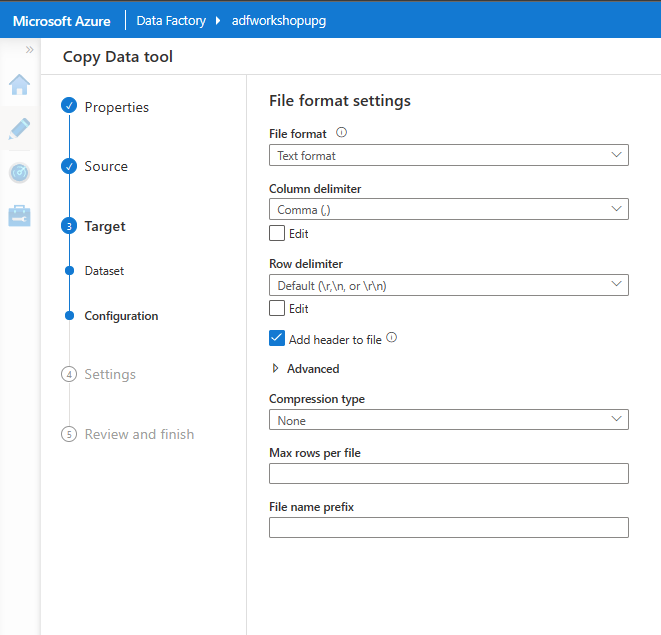 Microsoft Azure
Data Factory
adfworkshopupg
Copy Data tool
Properties
Source
3
Target
Dataset
Configuration
4
Settings
5
Review and finish
File format settings
File format
Text format
Column delimiter
Comma (,)
Edit
Row delimiter
Default (\r,\n, or \r\n)
Edit
Add header to file
Advanced
Compression type
None
Max rows per file
File name prefix